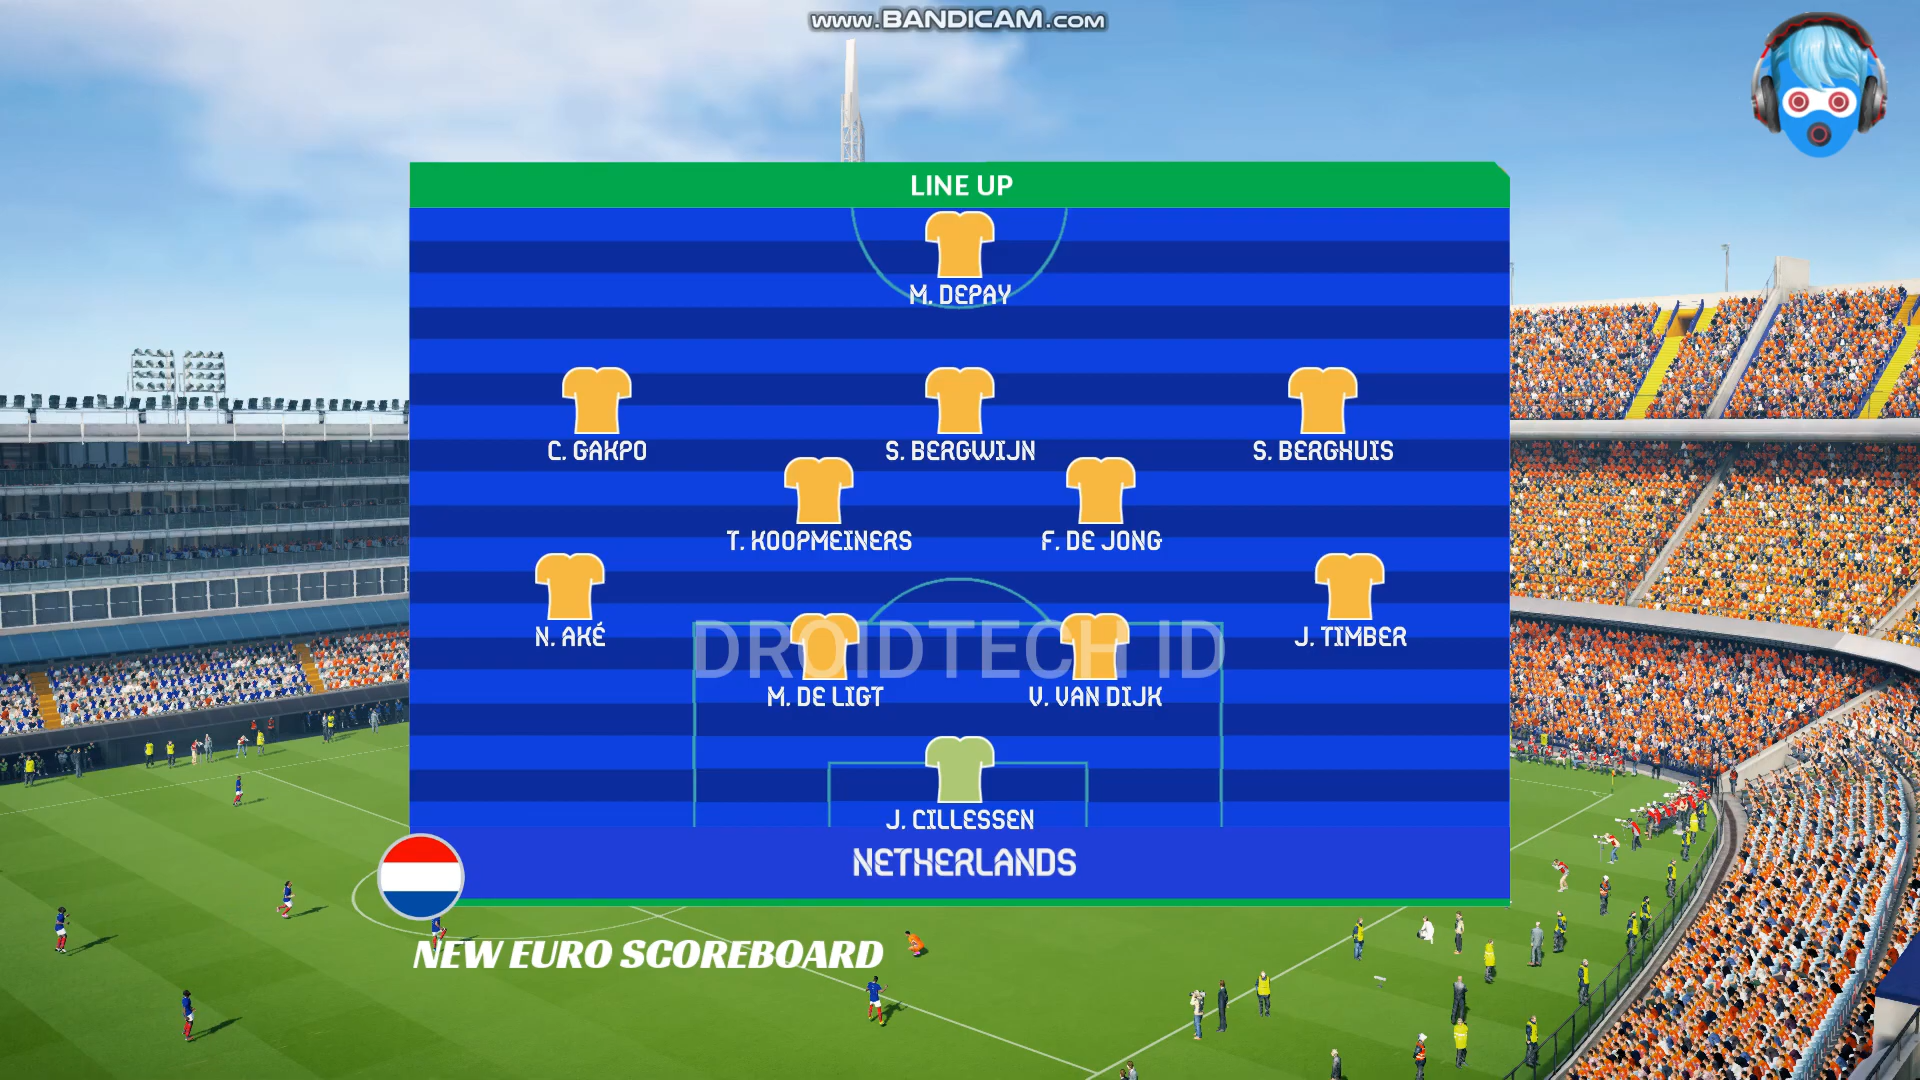 www.BANDICAM.com
LINE UP
M. DEPAY
C. GAKPO
S. BERGWIJN
S. BERGHUIS
T. KOOPMEINERS
F. DE JONG
N. AKÉ
J. TIMBER
DROIDTECH ID
M. DE LIGT
V. VAN DIJK
J. CILLESSEN
NETHERLANDS
NEW EURO SCOREBOARD